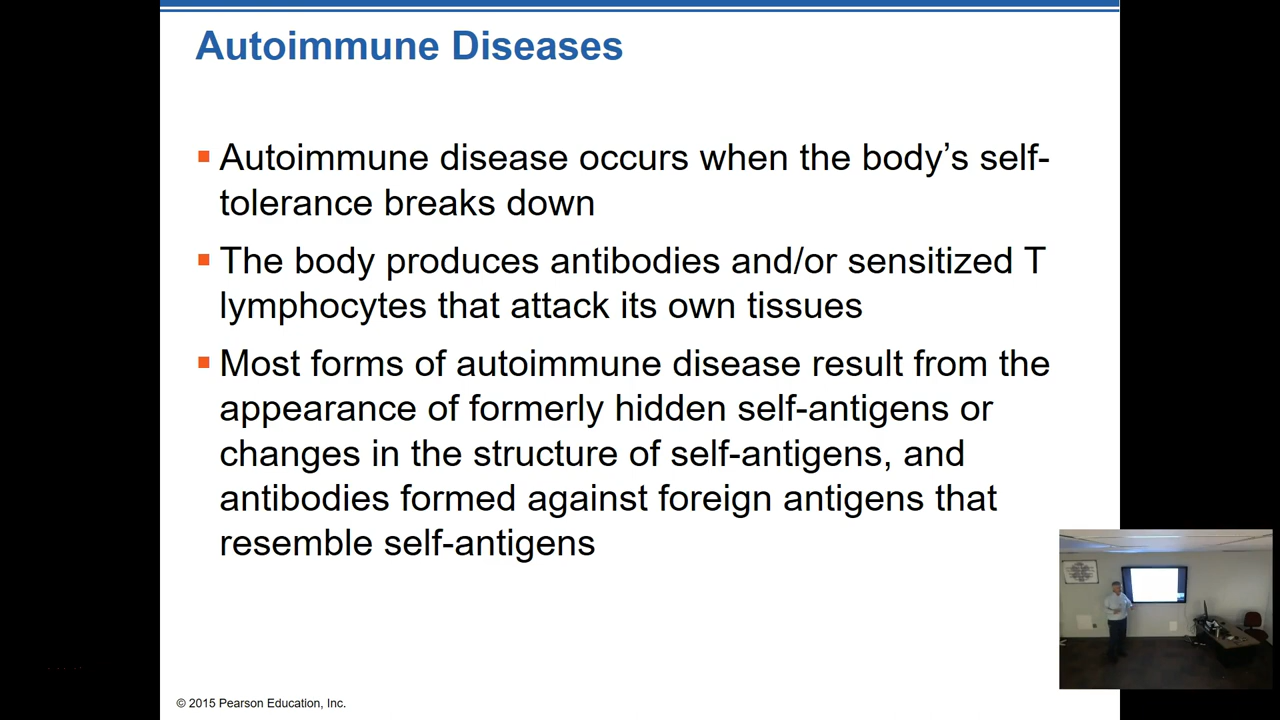 Autoimmune Diseases
Autoimmune disease occurs when the body’s self-
tolerance breaks down
The body produces antibodies and/or sensitized T
lymphocytes that attack its own tissues
Most forms of autoimmune disease result from the
appearance of formerly hidden self-antigens or
changes in the structure of self-antigens, and
antibodies formed against foreign antigens that
resemble self-antigens
© 2015 Pearson Education, Inc.